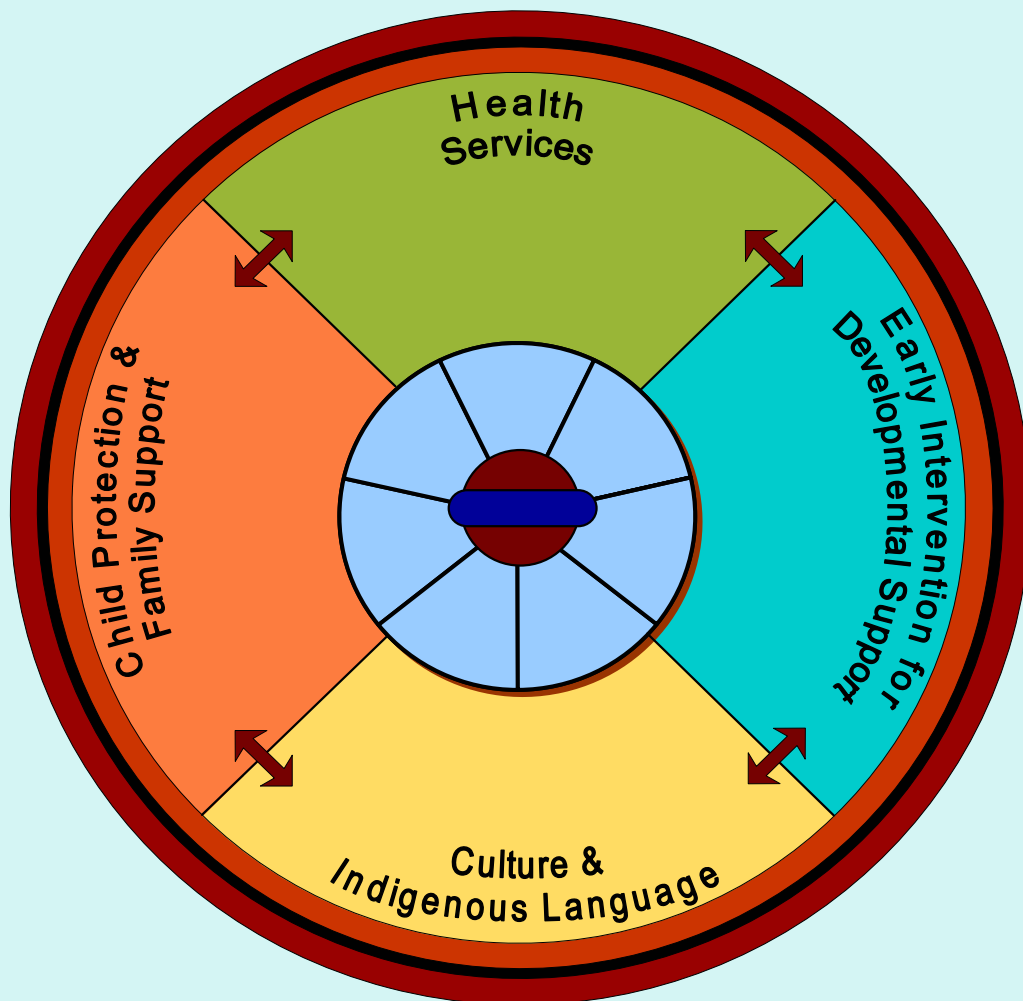 Health
Services
Early Intervention for
Developmental Support
Culture &
Indigenous Language
Child Protection &
Family Support